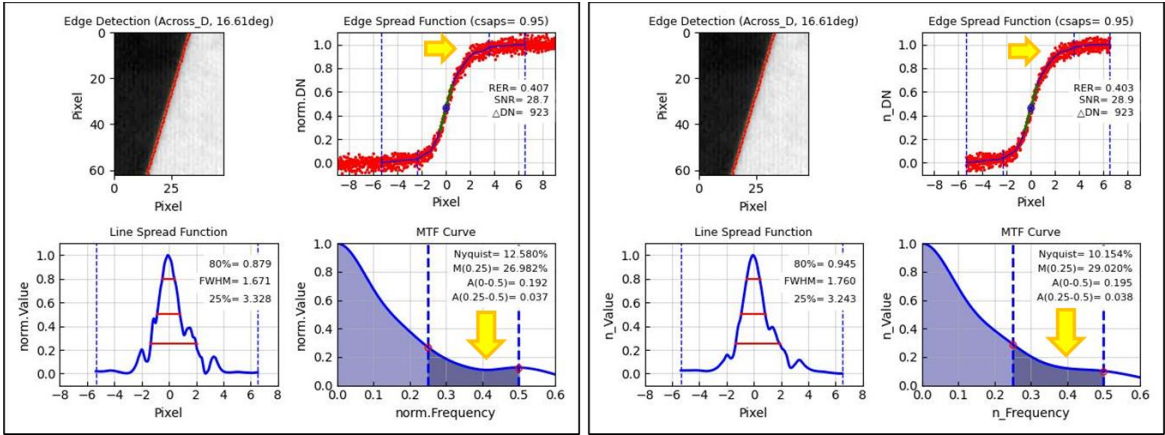 Edge Detection (Across_D, 16.61deg)
0
20
40
60
Pixel
0
25
Pixel
Edge Spread Function (csaps= 0.95)
1.0
0.8
0.6
0.4
0.2
0.0
norm.DN
RER= 0.407
SNR= 28.7
△DN= 923
−8 −6 −4 −2 0 2 4 6 8
Pixel
Line Spread Function
1.0
0.8
0.6
0.4
0.2
0.0
norm.Value
80%= 0.879
FWHM= 1.671
25%= 3.328
−8 −6 −4 −2 0 2 4 6 8
Pixel
MTF Curve
1.0
0.8
0.6
0.4
0.2
0.0
norm.Value
Nyquist= 12.580%
M(0.25)= 26.982%
A(0-0.5)= 0.192
A(0.25-0.5)= 0.037
0.0 0.1 0.2 0.3 0.4 0.5 0.6
norm.Frequency
Edge Detection (Across_D, 16.61deg)
0
20
40
60
Pixel
0
25
Pixel
Edge Spread Function (csaps= 0.95)
1.0
0.8
0.6
0.4
0.2
0.0
n_DN
RER= 0.403
SNR= 28.9
△DN= 923
−8 −6 −4 −2 0 2 4 6 8
Pixel
Line Spread Function
1.0
0.8
0.6
0.4
0.2
0.0
n_Value
80%= 0.945
FWHM= 1.760
25%= 3.243
−8 −6 −4 −2 0 2 4 6 8
Pixel
MTF Curve
1.0
0.8
0.6
0.4
0.2
0.0
n_Value
Nyquist= 10.154%
M(0.25)= 29.020%
A(0-0.5)= 0.195
A(0.25-0.5)= 0.038
0.0 0.1 0.2 0.3 0.4 0.5 0.6
n_Frequency